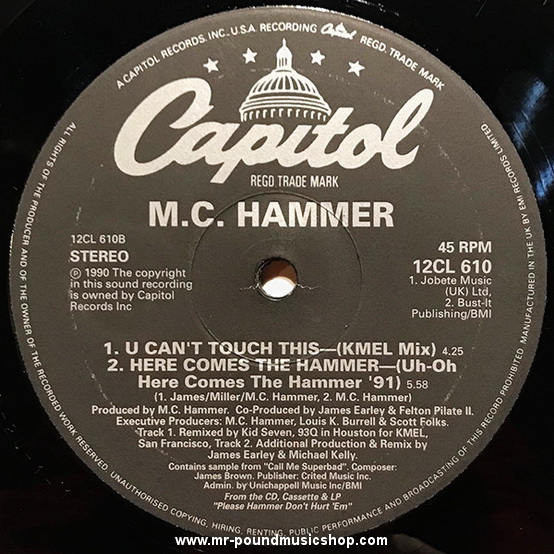 A CAPITOL RECORDS, INC., U.S.A. RECORDING Capitol REGD. TRADE MARK
Capitol
REGD TRADE MARK
M.C. HAMMER
12CL 610B
STEREO
Ⓟ 1990 The copyright
in this sound recording
is owned by Capitol
Records Inc
45 RPM
12CL 610
1. Jobete Music
(UK) Ltd,
2. Bust-It
Publishing/BMI
1. U CAN'T TOUCH THIS—(KMEL Mix) 4.25
2. HERE COMES THE HAMMER—(Uh-Oh
Here Comes The Hammer '91) 5.58
(1. James/Miller/M.C. Hammer, 2. M.C. Hammer)
Produced by M.C. Hammer. Co-Produced by James Earley & Felton Pilate II.
Executive Producers: M.C. Hammer, Louis K. Burrell & Scott Folks.
Track 1. Remixed by Kid Seven, 93Q in Houston for KMEL,
San Francisco, Track 2. Additional Production & Remix by
James Earley & Michael Kelly.
Contains sample from "Call Me Superbad". Composer:
James Brown. Publisher: Crited Music Inc.
Admin. by Unichappell Music Inc/BMI
From the CD, Cassette & LP
"Please Hammer Don't Hurt 'Em"
ALL RIGHTS OF THE PRODUCER AND OF THE OWNER OF THE RECORDED WORK RESERVED. UNAUTHORISED COPYING, HIRING, RENTING, PUBLIC PERFORMANCE AND BROADCASTING OF THIS RECORD PROHIBITED. MANUFACTURED IN THE UK BY EMI RECORDS LIMITED
www.mr-poundmusicshop.com